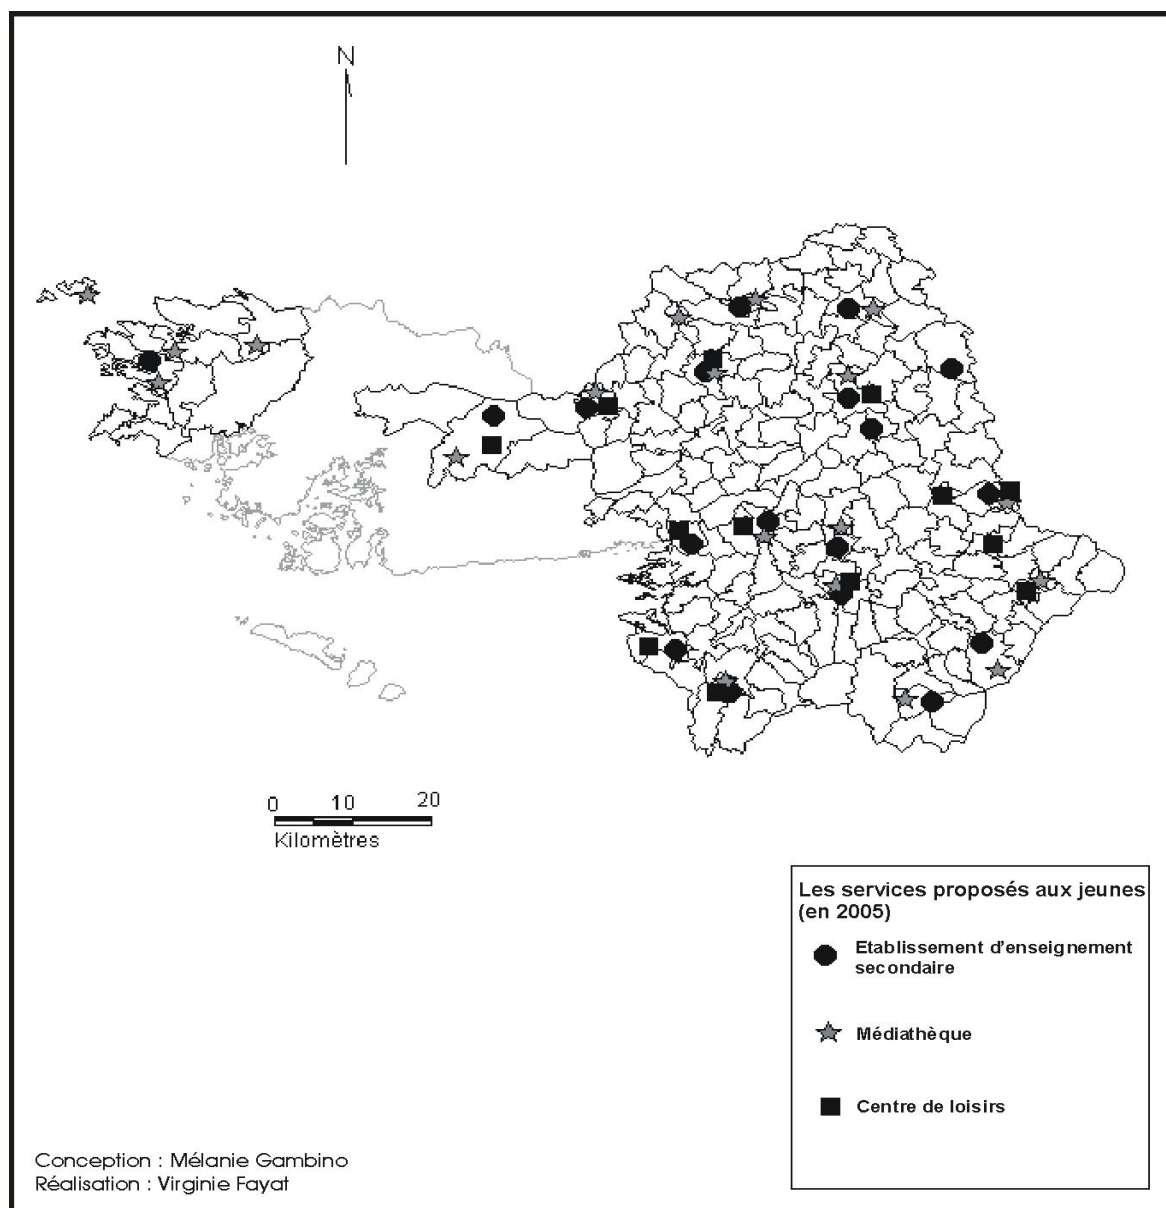 N
0 10 20
Kilomètres
Les services proposés aux jeunes
(en 2005)
Etablissement d'enseignement
secondaire
Médiathèque
Centre de loisirs
Conception : Mélanie Gambino
Réalisation : Virginie Fayat